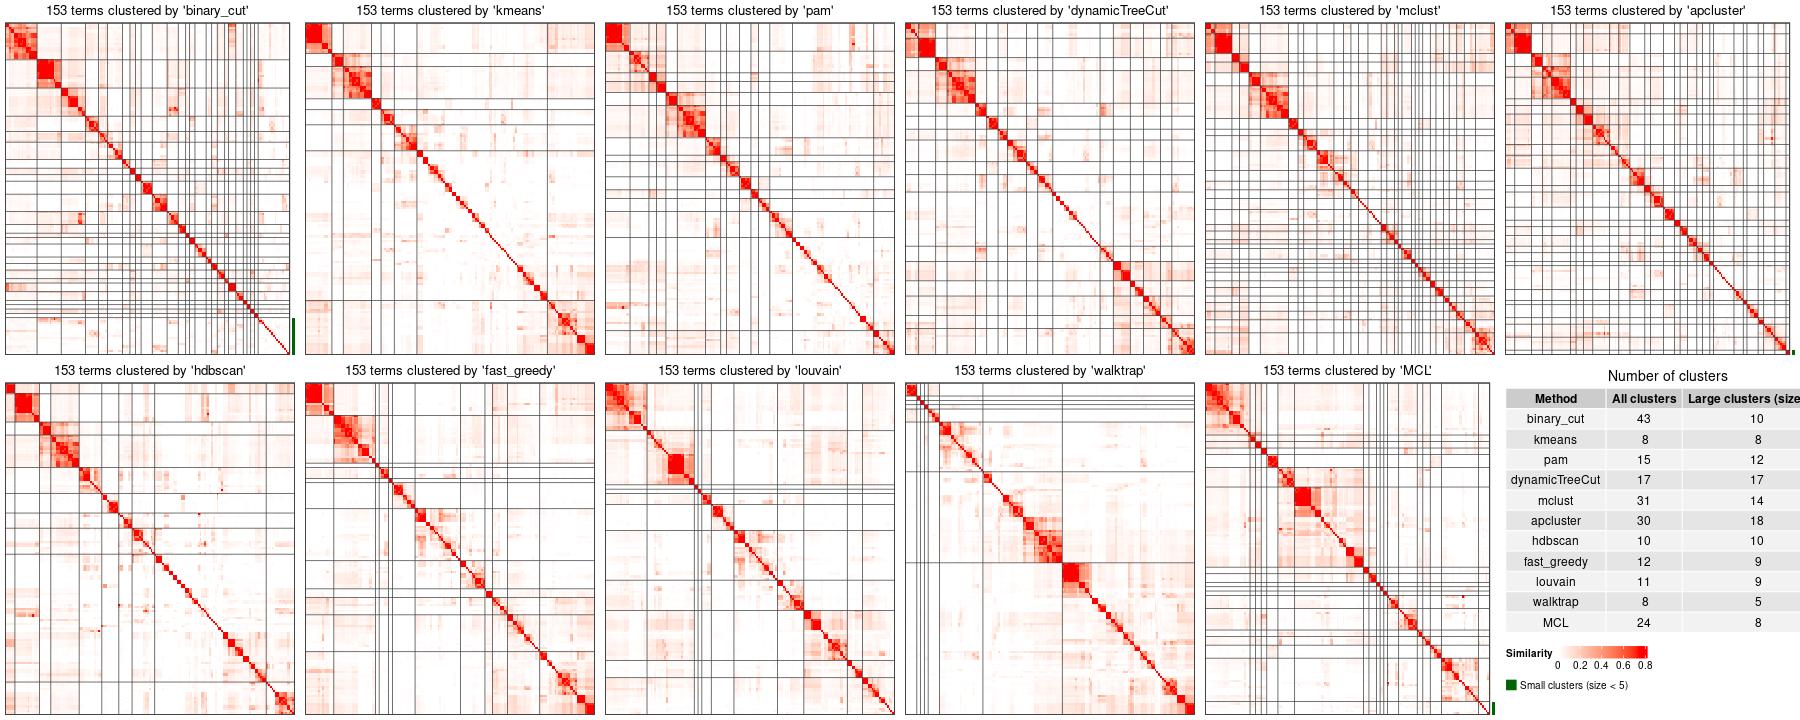 153 terms clustered by 'binary_cut'
153 terms clustered by 'kmeans'
153 terms clustered by 'pam'
153 terms clustered by 'dynamicTreeCut'
153 terms clustered by 'mclust'
153 terms clustered by 'apcluster'
153 terms clustered by 'hdbscan'
153 terms clustered by 'fast_greedy'
153 terms clustered by 'louvain'
153 terms clustered by 'walktrap'
153 terms clustered by 'MCL'
Number of clusters
Method All clusters Large clusters (size
binary_cut 43 10
kmeans 8 8
pam 15 12
dynamicTreeCut 17 17
mclust 31 14
apcluster 30 18
hdbscan 10 10
fast_greedy 12 9
louvain 11 9
walktrap 8 5
MCL 24 8
Similarity
0 0.2 0.4 0.6 0.8
Small clusters (size < 5)